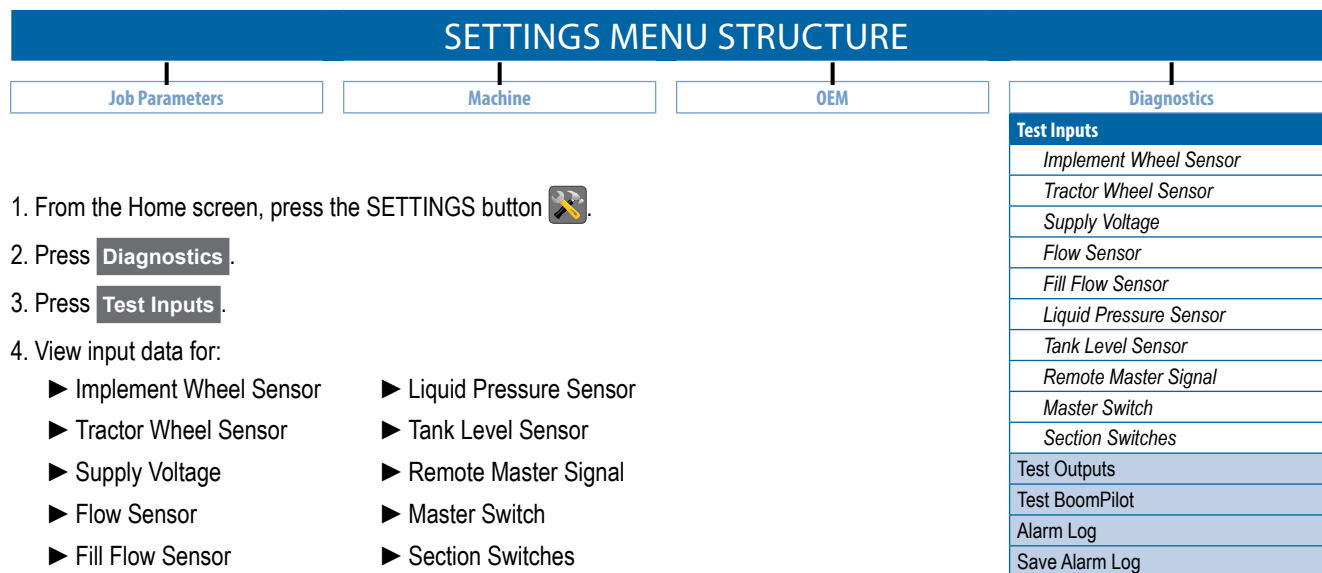 SETTINGS MENU STRUCTURE
Job Parameters
Machine
OEM
Diagnostics
Test Inputs
Implement Wheel Sensor
Tractor Wheel Sensor
Supply Voltage
Flow Sensor
Fill Flow Sensor
Liquid Pressure Sensor
Tank Level Sensor
Remote Master Signal
Master Switch
Section Switches
Test Outputs
Test BoomPilot
Alarm Log
Save Alarm Log
1. From the Home screen, press the SETTINGS button .
2. Press Diagnostics .
3. Press Test Inputs .
4. View input data for:
► Implement Wheel Sensor
► Tractor Wheel Sensor
► Supply Voltage
► Flow Sensor
► Fill Flow Sensor
► Liquid Pressure Sensor
► Tank Level Sensor
► Remote Master Signal
► Master Switch
► Section Switches